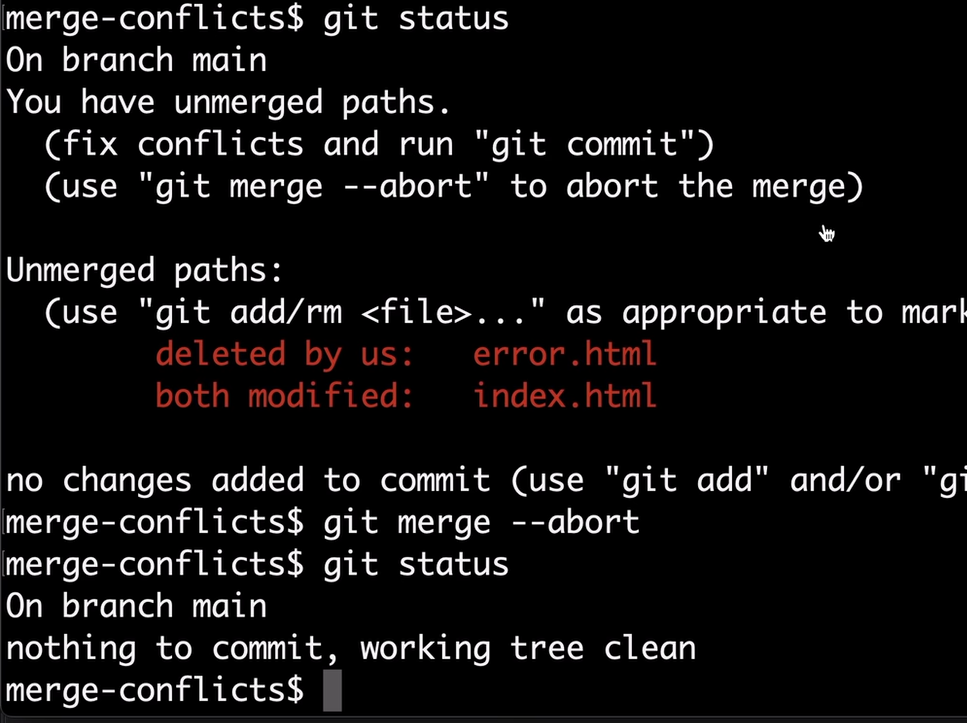 merge-conflicts$ git status
On branch main
You have unmerged paths.
  (fix conflicts and run "git commit")
  (use "git merge --abort" to abort the merge)

Unmerged paths:
  (use "git add/rm <file>..." as appropriate to mark
        deleted by us:   error.html
        both modified:   index.html

no changes added to commit (use "git add" and/or "gi
merge-conflicts$ git merge --abort
merge-conflicts$ git status
On branch main
nothing to commit, working tree clean
merge-conflicts$